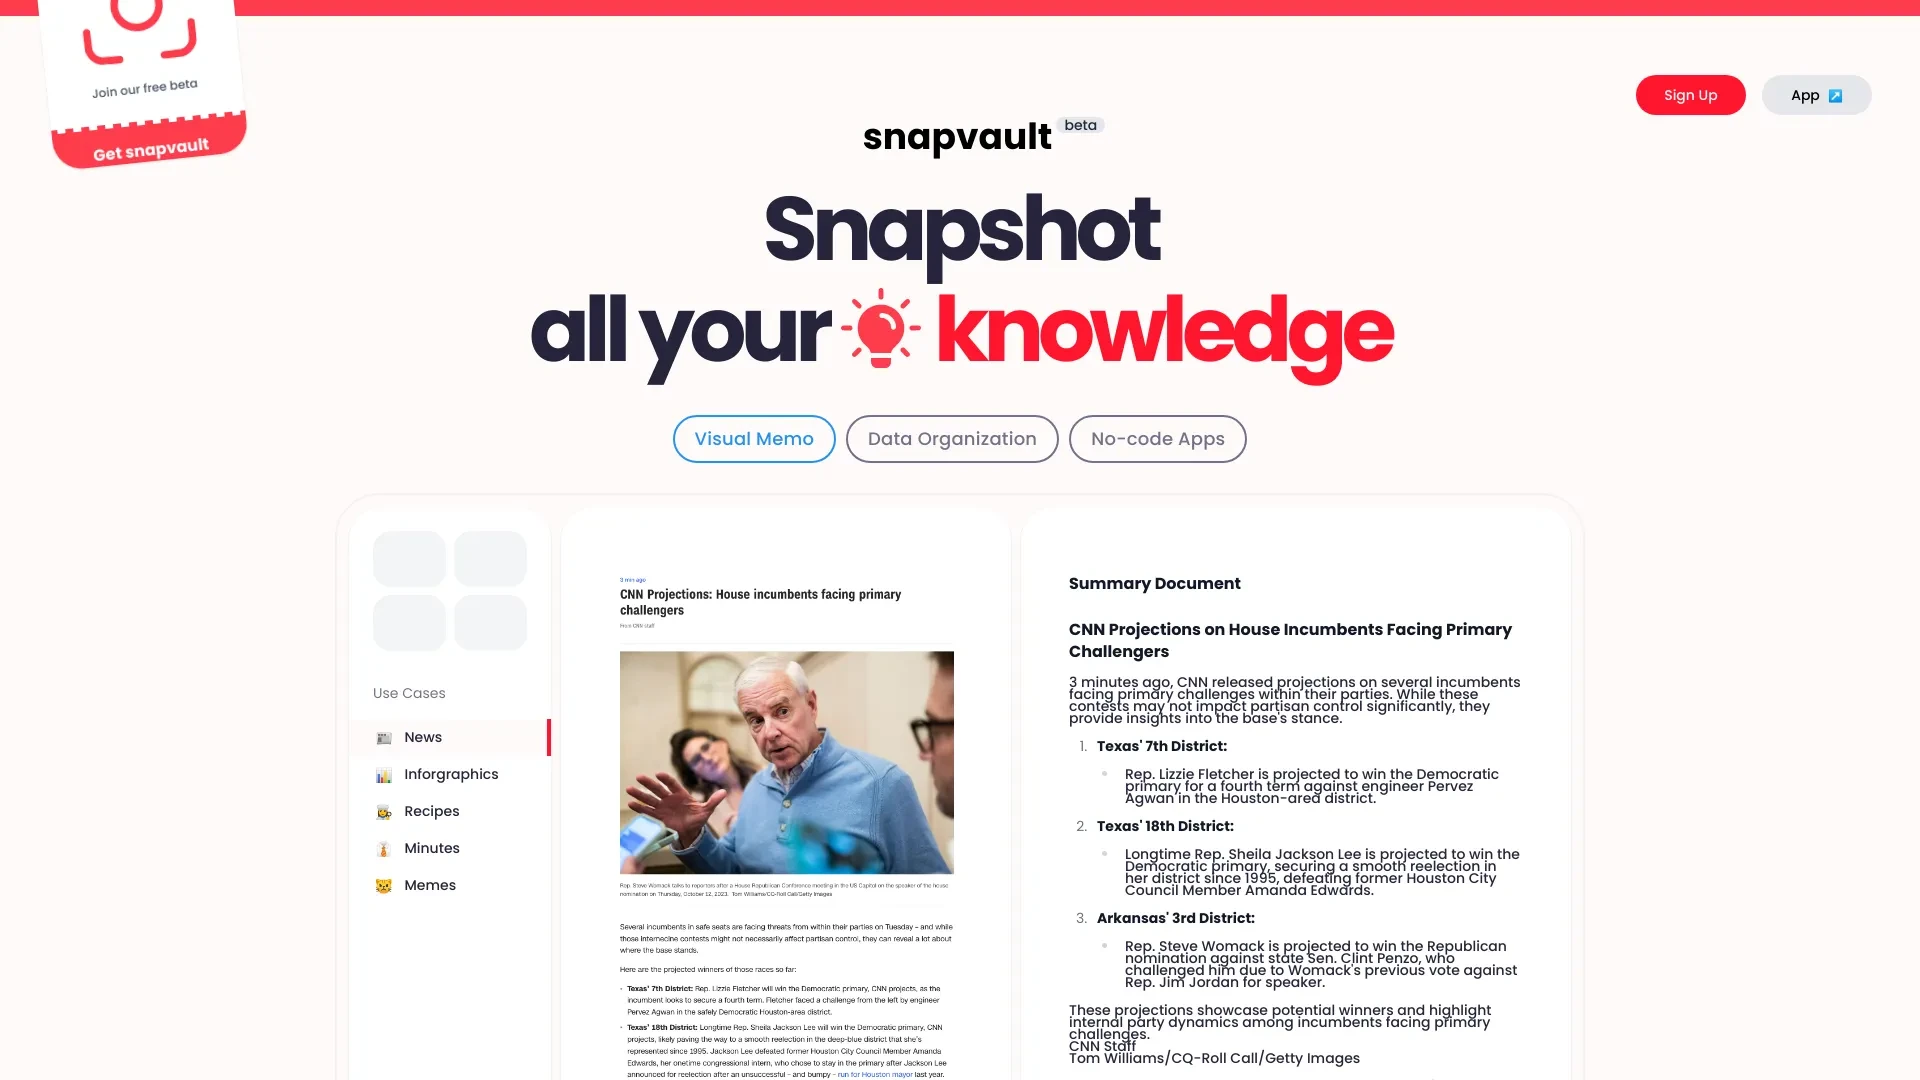 Join our free beta
Get snapvault
Sign Up
App
snapvault beta
Snapshot
all your knowledge
Visual Memo
Data Organization
No-code Apps
Use Cases
News
Inforgraphics
Recipes
Minutes
Memes
3 min ago
CNN Projections: House incumbents facing primary
challengers
From CNN staff
Rep. Steve Womack talks to reporters after a House Republican Conference meeting in the US Capitol on the speaker of the house
nomination on Thursday, October 12, 2023. Tom Williams/CQ-Roll Call/Getty Images
Several incumbents in safe seats are facing threats from within their parties on Tuesday – and while
those internecine contests might not necessarily affect partisan control, they can reveal a lot about
where the base stands.
Here are the projected winners of those races so far:
• Texas' 7th District: Rep. Lizzie Fletcher will win the Democratic primary, CNN projects, as the
incumbent looks to secure a fourth term. Fletcher faced a challenge from the left by engineer
Pervez Agwan in the safely Democratic Houston-area district.
• Texas' 18th District: Longtime Rep. Sheila Jackson Lee will win the Democratic primary, CNN
projects, likely paving the way to a smooth reelection in the deep-blue district that she's
represented since 1995. Jackson Lee defeated former Houston City Council Member Amanda
Edwards, her onetime congressional intern, who chose to stay in the primary after Jackson Lee
announced for reelection after an unsuccessful – and bumpy – run for Houston mayor last year.
Summary Document
CNN Projections on House Incumbents Facing Primary
Challengers
3 minutes ago, CNN released projections on several incumbents
facing primary challenges within their parties. While these
contests may not impact partisan control significantly, they
provide insights into the base's stance.
1. Texas' 7th District:
Rep. Lizzie Fletcher is projected to win the Democratic
primary for a fourth term against engineer Pervez
Agwan in the Houston-area district.
2. Texas' 18th District:
Longtime Rep. Sheila Jackson Lee is projected to win the
Democratic primary, securing a smooth reelection in
her district since 1995, defeating former Houston City
Council Member Amanda Edwards.
3. Arkansas' 3rd District:
Rep. Steve Womack is projected to win the Republican
nomination against state Sen. Clint Penzo, who
challenged him due to Womack's previous vote against
Rep. Jim Jordan for speaker.
These projections showcase potential winners and highlight
internal party dynamics among incumbents facing primary
challenges.
CNN Staff
Tom Williams/CQ-Roll Call/Getty Images